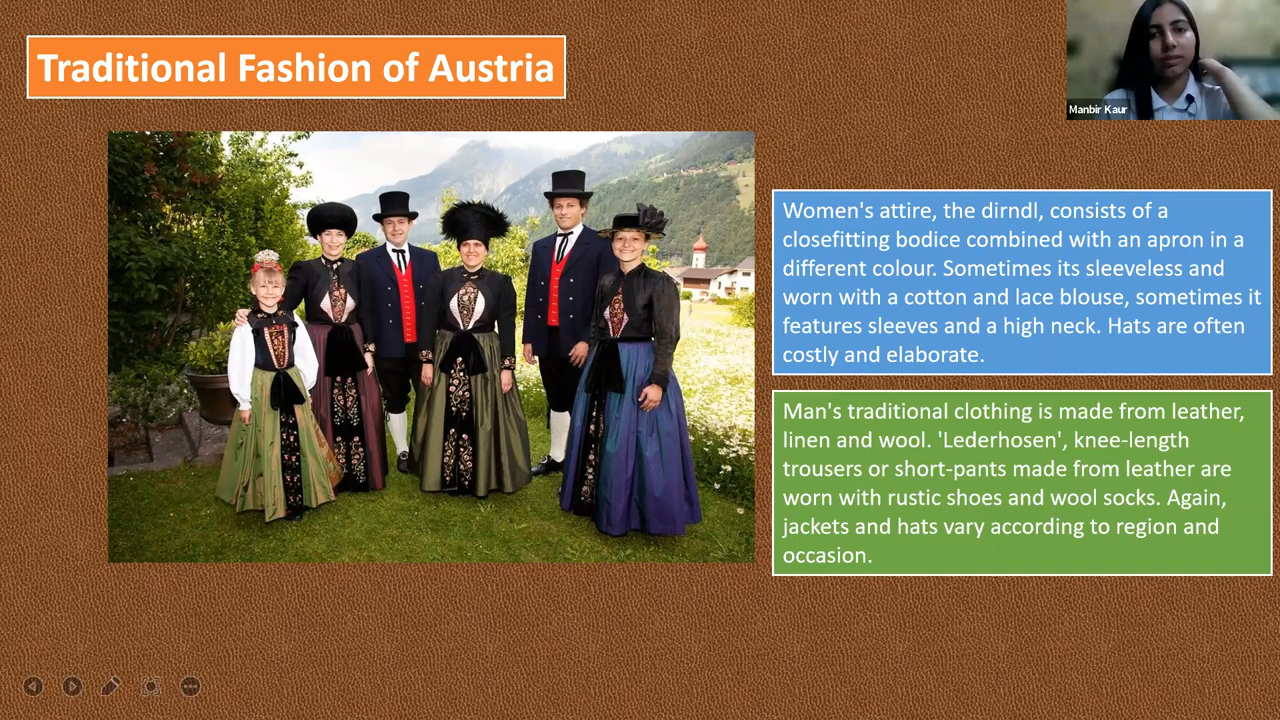 Traditional Fashion of Austria
Manbir Kaur
Women's attire, the dirndl, consists of a
closefitting bodice combined with an apron in a
different colour. Sometimes its sleeveless and
worn with a cotton and lace blouse, sometimes it
features sleeves and a high neck. Hats are often
costly and elaborate.
Man's traditional clothing is made from leather,
linen and wool. 'Lederhosen', knee-length
trousers or short-pants made from leather are
worn with rustic shoes and wool socks. Again,
jackets and hats vary according to region and
occasion.